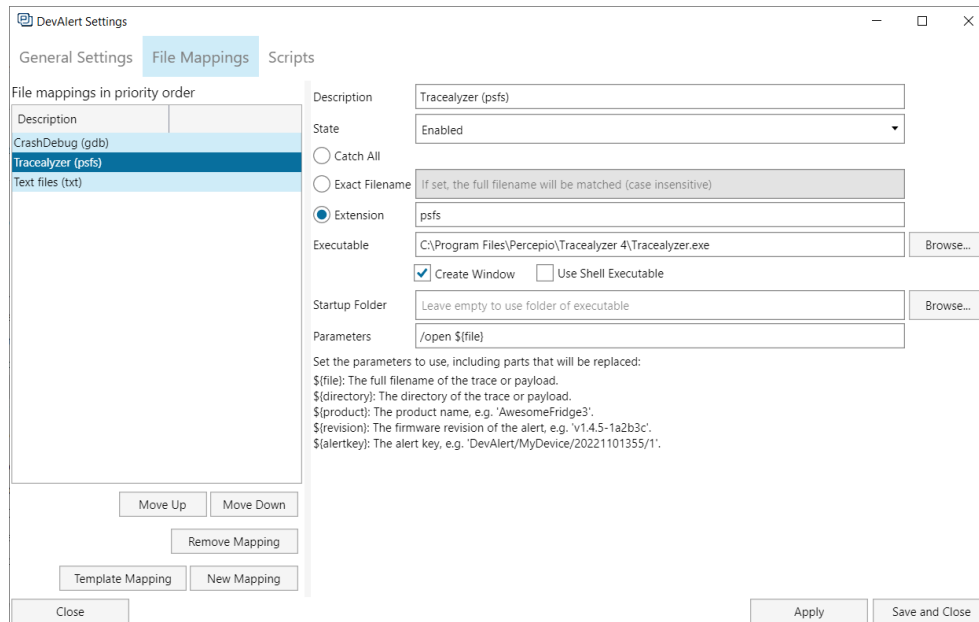 DevAlert Settings
General Settings File Mappings Scripts
File mappings in priority order
Description
CrashDebug (gdb)
Tracealyzer (psfs)
Text files (txt)
Move Up Move Down
Remove Mapping
Template Mapping New Mapping
Close
Description Tracealyzer (psfs)
State Enabled
Catch All
Exact Filename If set, the full filename will be matched (case insensitive)
Extension psfs
Executable C:\Program Files\Percepio\Tracealyzer 4\Tracealyzer.exe Browse...
Create Window Use Shell Executable
Startup Folder Leave empty to use folder of executable Browse...
Parameters /open ${file}
Set the parameters to use, including parts that will be replaced:
${file}: The full filename of the trace or payload.
${directory}: The directory of the trace or payload.
${product}: The product name, e.g. 'AwesomeFridge3'.
${revision}: The firmware revision of the alert, e.g. 'v1.4.5-1a2b3c'.
${alertkey}: The alert key, e.g. 'DevAlert/MyDevice/20221101355/1'.
Apply Save and Close